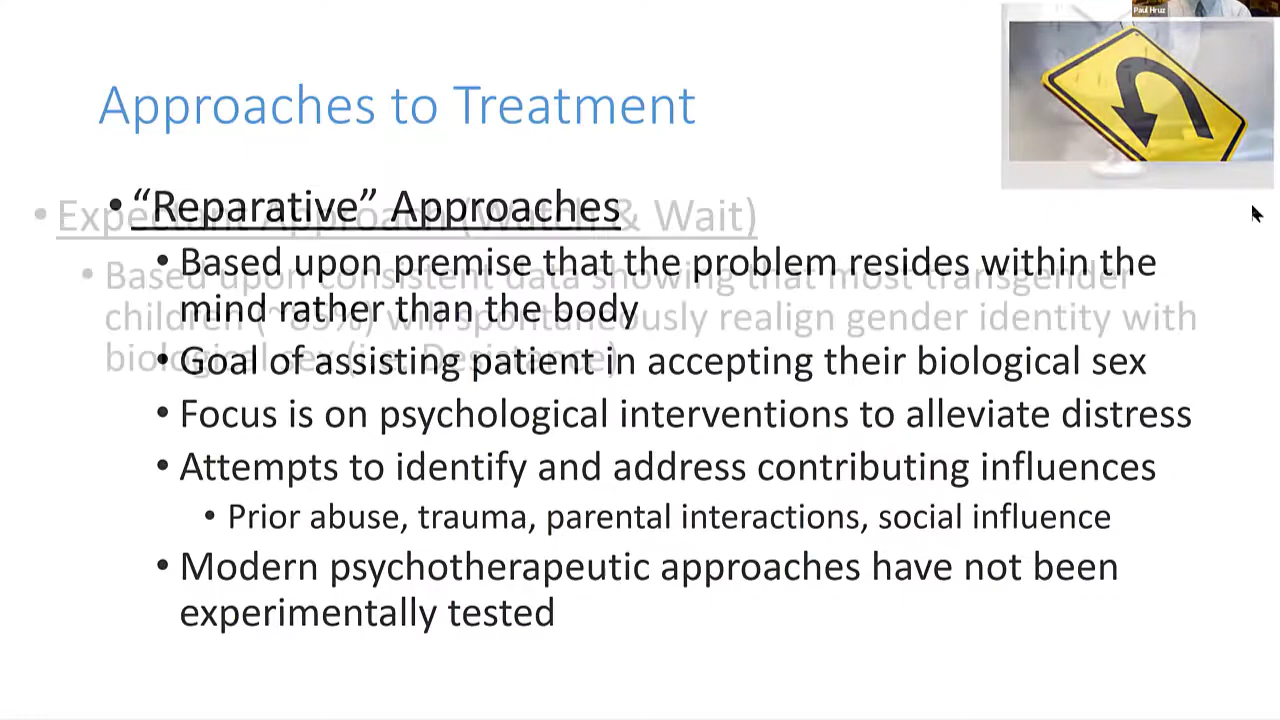 Paul Hruz
Approaches to Treatment
• “Reparative” Approaches
• Based upon premise that the problem resides within the
mind rather than the body
• Goal of assisting patient in accepting their biological sex
• Focus is on psychological interventions to alleviate distress
• Attempts to identify and address contributing influences
• Prior abuse, trauma, parental interactions, social influence
• Modern psychotherapeutic approaches have not been
experimentally tested
• Expectant Approach (Watch & Wait)
• Based upon consistent data showing that most transgender
children will spontaneously realign gender identity with
biological sex (i.e. Desistance)